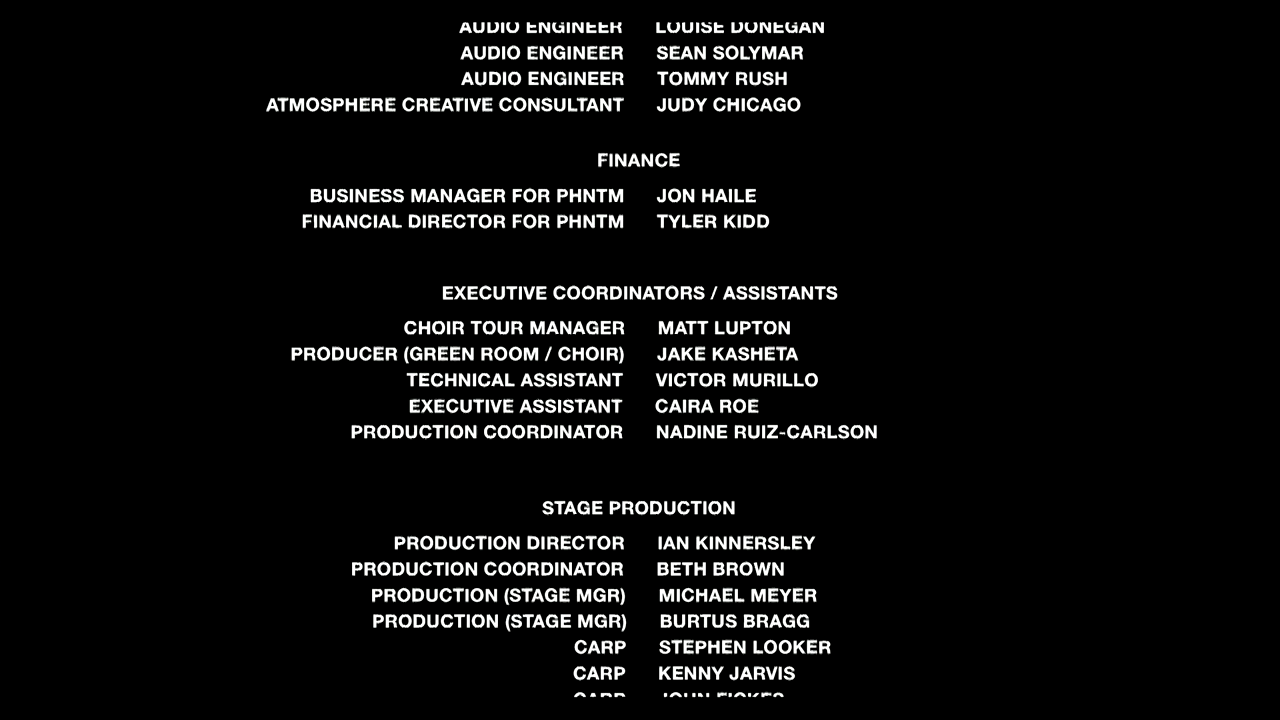 AUDIO ENGINEER LOUISE DONEGAN
AUDIO ENGINEER SEAN SOLYMAR
AUDIO ENGINEER TOMMY RUSH
ATMOSPHERE CREATIVE CONSULTANT JUDY CHICAGO
FINANCE
BUSINESS MANAGER FOR PHNTM JON HAILE
FINANCIAL DIRECTOR FOR PHNTM TYLER KIDD
EXECUTIVE COORDINATORS / ASSISTANTS
CHOIR TOUR MANAGER MATT LUPTON
PRODUCER (GREEN ROOM / CHOIR) JAKE KASHETA
TECHNICAL ASSISTANT VICTOR MURILLO
EXECUTIVE ASSISTANT CAIRA ROE
PRODUCTION COORDINATOR NADINE RUIZ-CARLSON
STAGE PRODUCTION
PRODUCTION DIRECTOR IAN KINNERSLEY
PRODUCTION COORDINATOR BETH BROWN
PRODUCTION (STAGE MGR) MICHAEL MEYER
PRODUCTION (STAGE MGR) BURTUS BRAGG
CARP STEPHEN LOOKER
CARP KENNY JARVIS
CARP JOHN